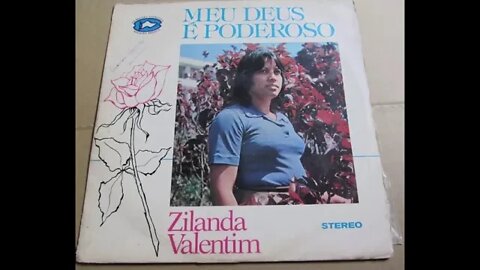 MEU DEUS
É PODEROSO
Zilanda
Valentim
STEREO